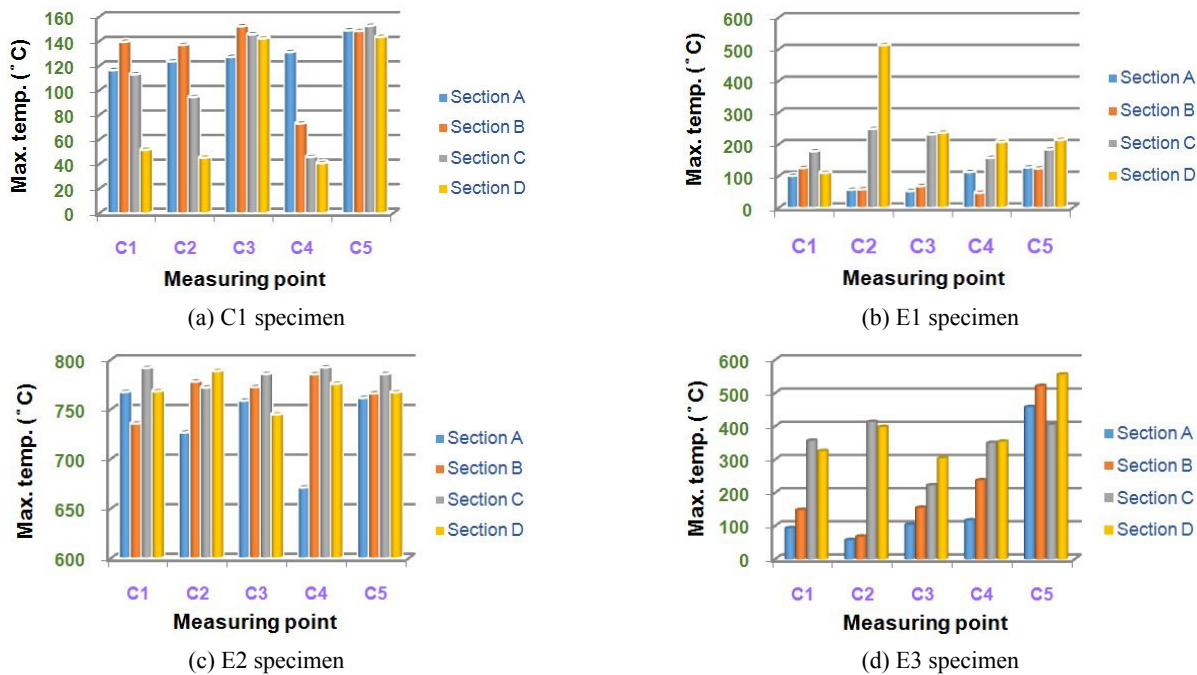 Max. temp. (˚C)
160
140
120
100
80
60
40
20
0
C1 C2 C3 C4 C5
Measuring point
Section A
Section B
Section C
Section D
(a) C1 specimen
Max. temp. (˚C)
600
500
400
300
200
100
0
C1 C2 C3 C4 C5
Measuring point
Section A
Section B
Section C
Section D
(b) E1 specimen
Max. temp. (˚C)
800
750
700
650
600
C1 C2 C3 C4 C5
Measuring point
Section A
Section B
Section C
Section D
(c) E2 specimen
Max. temp. (˚C)
600
500
400
300
200
100
0
C1 C2 C3 C4 C5
Measuring point
Section A
Section B
Section C
Section D
(d) E3 specimen